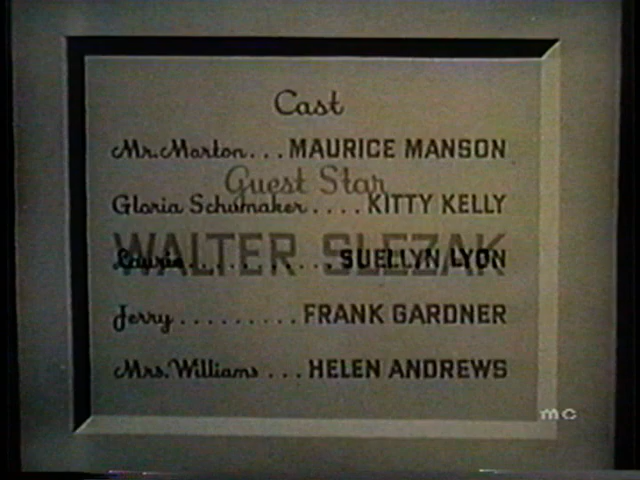 Cast
Mr. Morton... MAURICE MANSON
Guest Star
Gloria Schumaker.... KITTY KELLY
WALTER SLEZAK
Laurie.......... SUELLYN LYON
Jerry......... FRANK GARDNER
Mrs. Williams... HELEN ANDREWS
mc